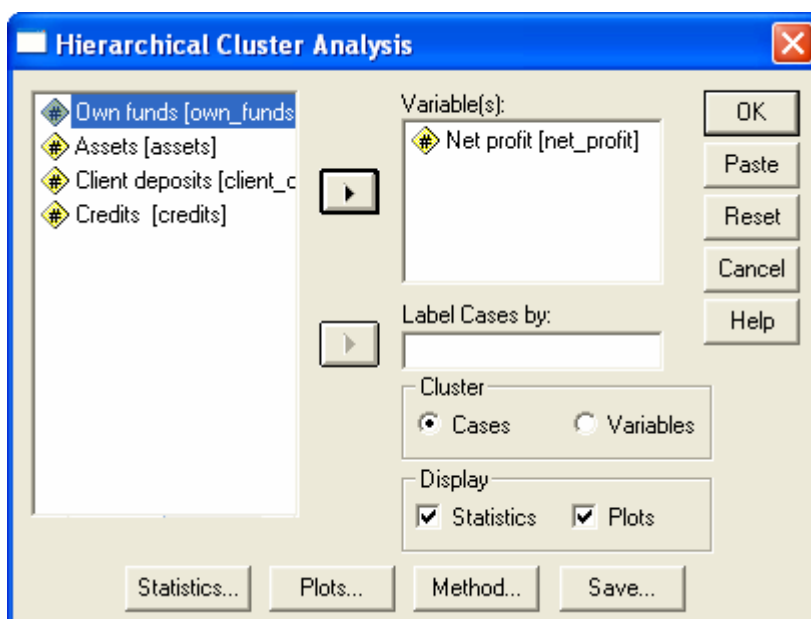 Hierarchical Cluster Analysis
Own funds [own_funds
Assets [assets]
Client deposits [client_c
Credits [credits]
Variable(s):
Net profit [net_profit]
Label Cases by:
Cluster
Cases
Variables
Display
Statistics
Plots
OK
Paste
Reset
Cancel
Help
Statistics...
Plots...
Method...
Save...